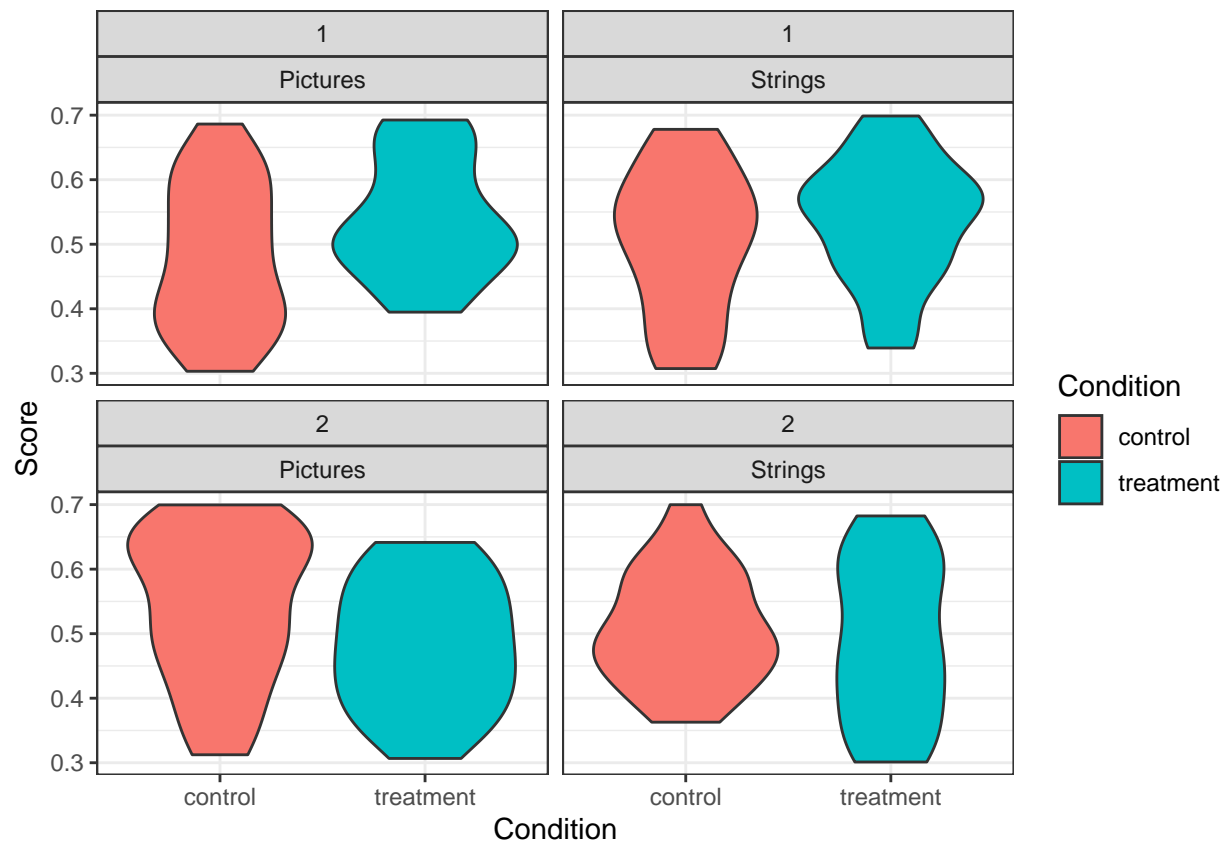 1
1
Pictures
Strings
0.7
0.6
0.5
0.4
0.3
2
2
Pictures
Strings
0.7
0.6
0.5
0.4
0.3
control
treatment
control
treatment
Condition
Score
Condition
control
treatment